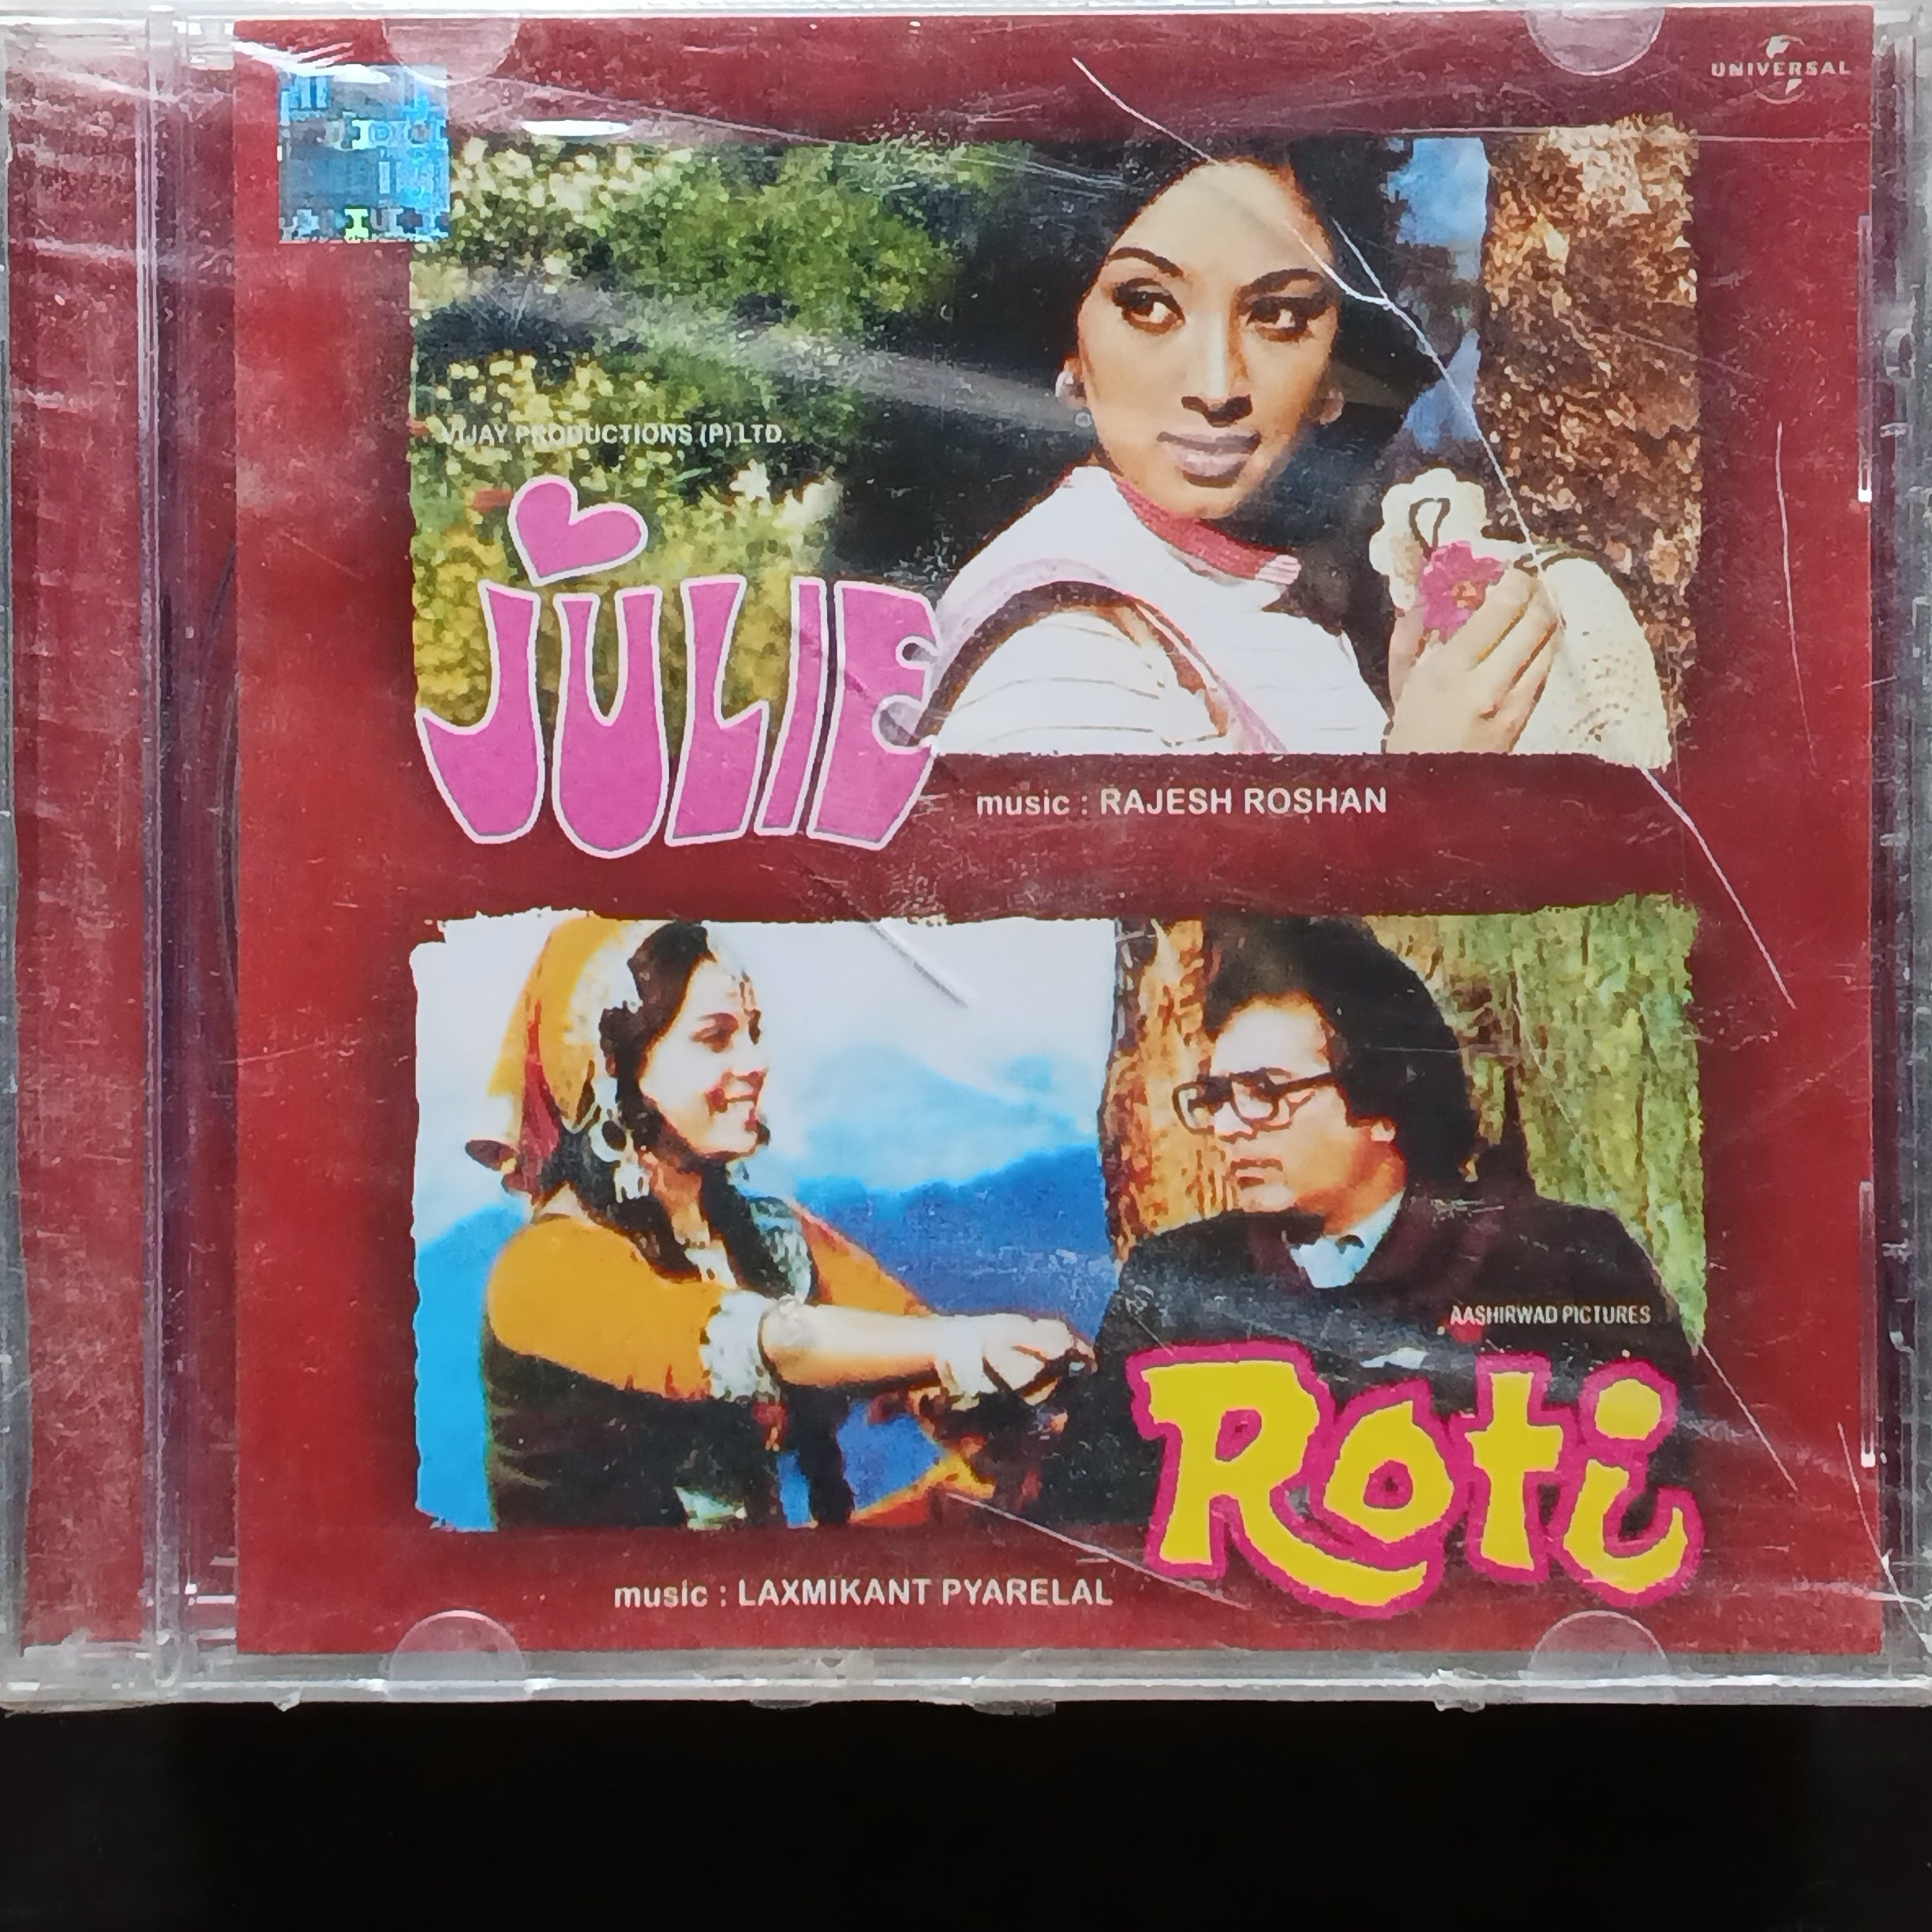 UNIVERSAL
VIJAY PRODUCTIONS (P) LTD.
JULIE
music : RAJESH ROSHAN
AASHIRWAD PICTURES
Roti
music : LAXMIKANT PYARELAL